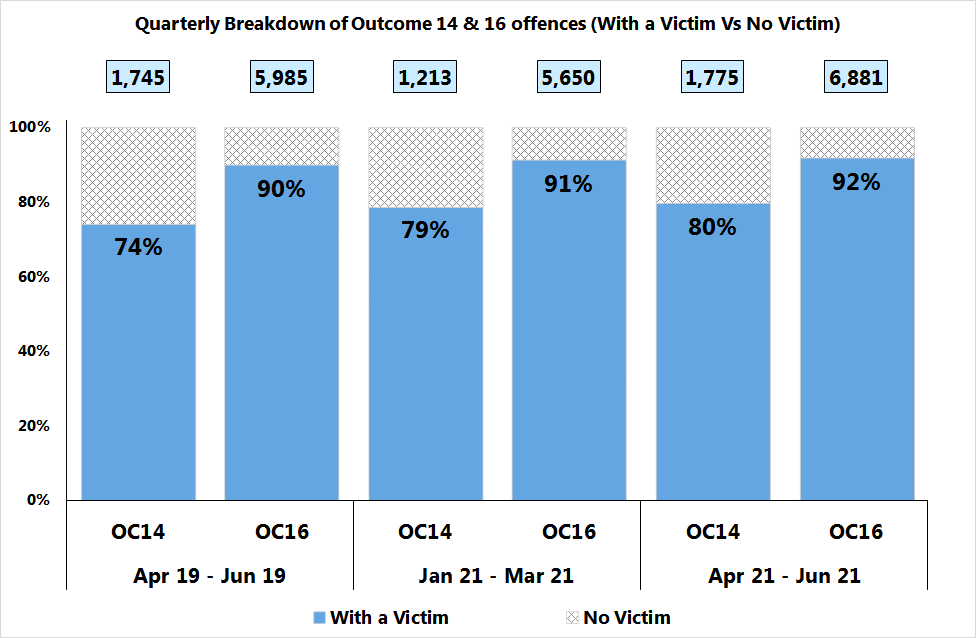 Quarterly Breakdown of Outcome 14 & 16 offences (With a Victim Vs No Victim)
1,745 5,985 1,213 5,650 1,775 6,881
100%
80%
60%
40%
20%
0%
74% 90% 79% 91% 80% 92%
OC14 OC16 OC14 OC16 OC14 OC16
Apr 19 - Jun 19 Jan 21 - Mar 21 Apr 21 - Jun 21
With a Victim No Victim